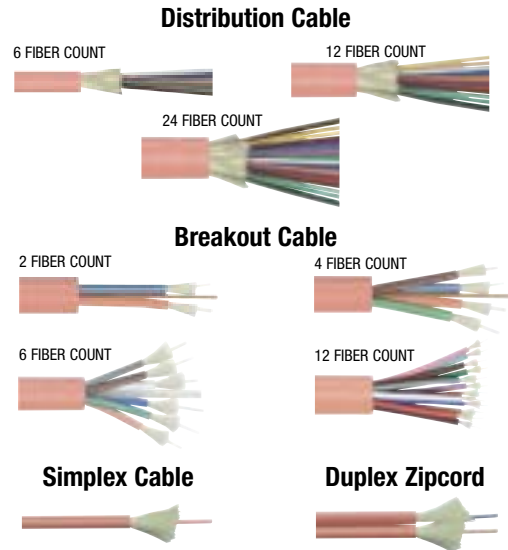 Distribution Cable
6 FIBER COUNT
12 FIBER COUNT
24 FIBER COUNT
Breakout Cable
2 FIBER COUNT
4 FIBER COUNT
6 FIBER COUNT
12 FIBER COUNT
Simplex Cable
Duplex Zipcord